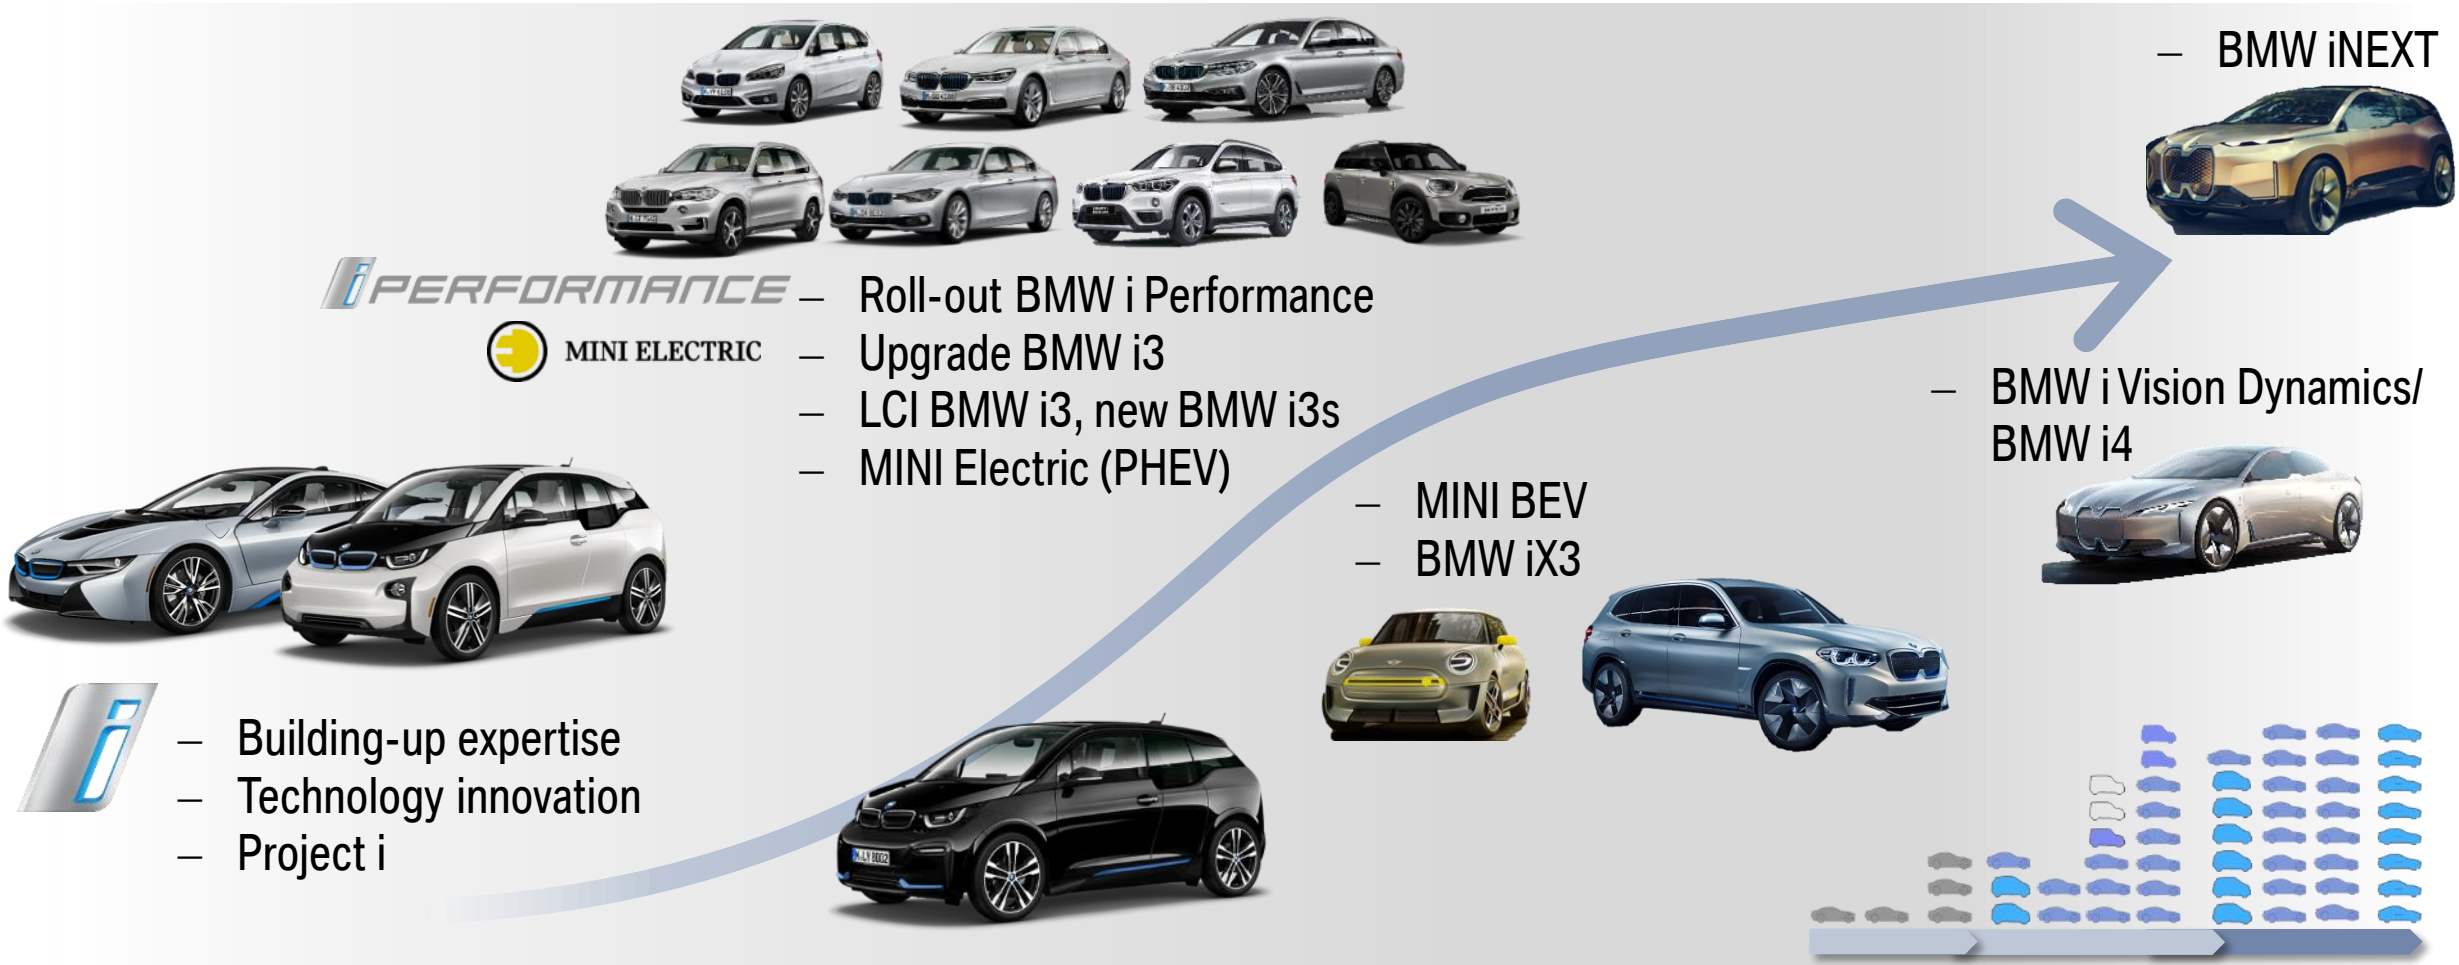 – BMW iNEXT
iPERFORMANCE
MINI ELECTRIC
– Roll-out BMW i Performance
– Upgrade BMW i3
– LCI BMW i3, new BMW i3s
– MINI Electric (PHEV)
– BMW i Vision Dynamics/
BMW i4
– MINI BEV
– BMW iX3
i
– Building-up expertise
– Technology innovation
– Project i